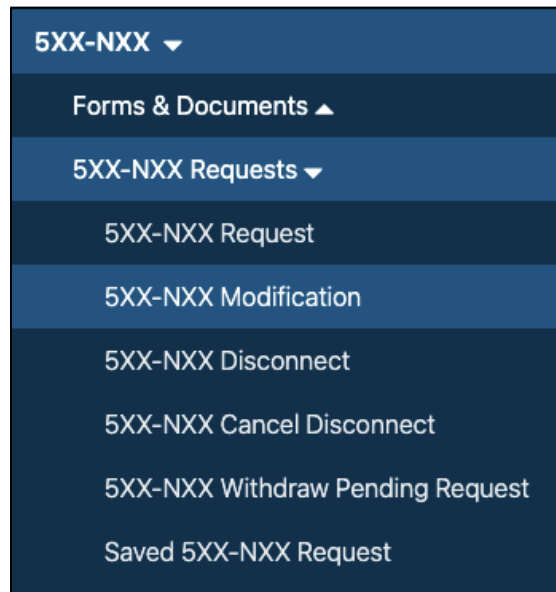 5XX-NXX
Forms & Documents
5XX-NXX Requests
5XX-NXX Request
5XX-NXX Modification
5XX-NXX Disconnect
5XX-NXX Cancel Disconnect
5XX-NXX Withdraw Pending Request
Saved 5XX-NXX Request